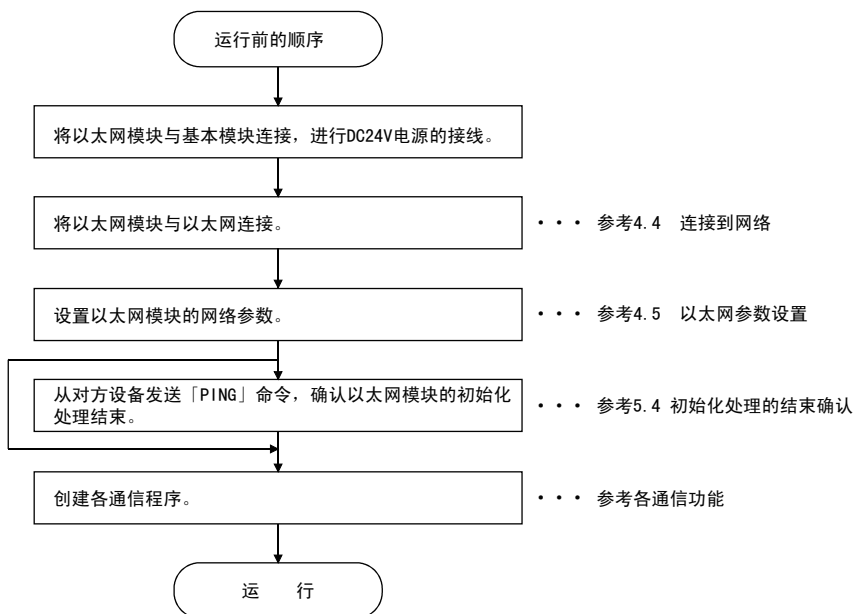 运行前的顺序
将以太网模块与基本模块连接，进行DC24V电源的接线。
将以太网模块与以太网连接。
･･･ 参考4.4 连接到网络
设置以太网模块的网络参数。
･･･ 参考4.5 以太网参数设置
从对方设备发送「PING」命令，确认以太网模块的初始化
处理结束。
･･･ 参考5.4 初始化处理的结束确认
创建各通信程序。
･･･ 参考各通信功能
运 行